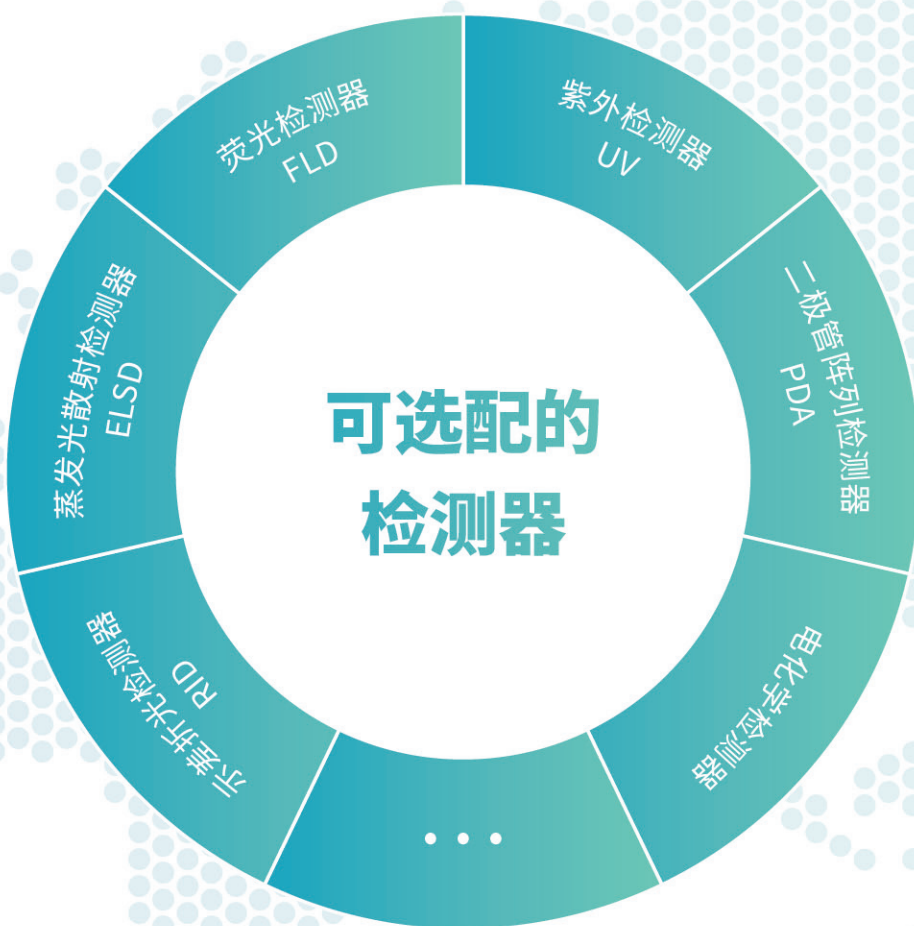 可选配的
检测器
紫外检测器
UV
二极管阵列检测器
PDA
电化学检测器
...
示差折光检测器
RID
蒸发光散射检测器
ELSD
荧光检测器
FLD